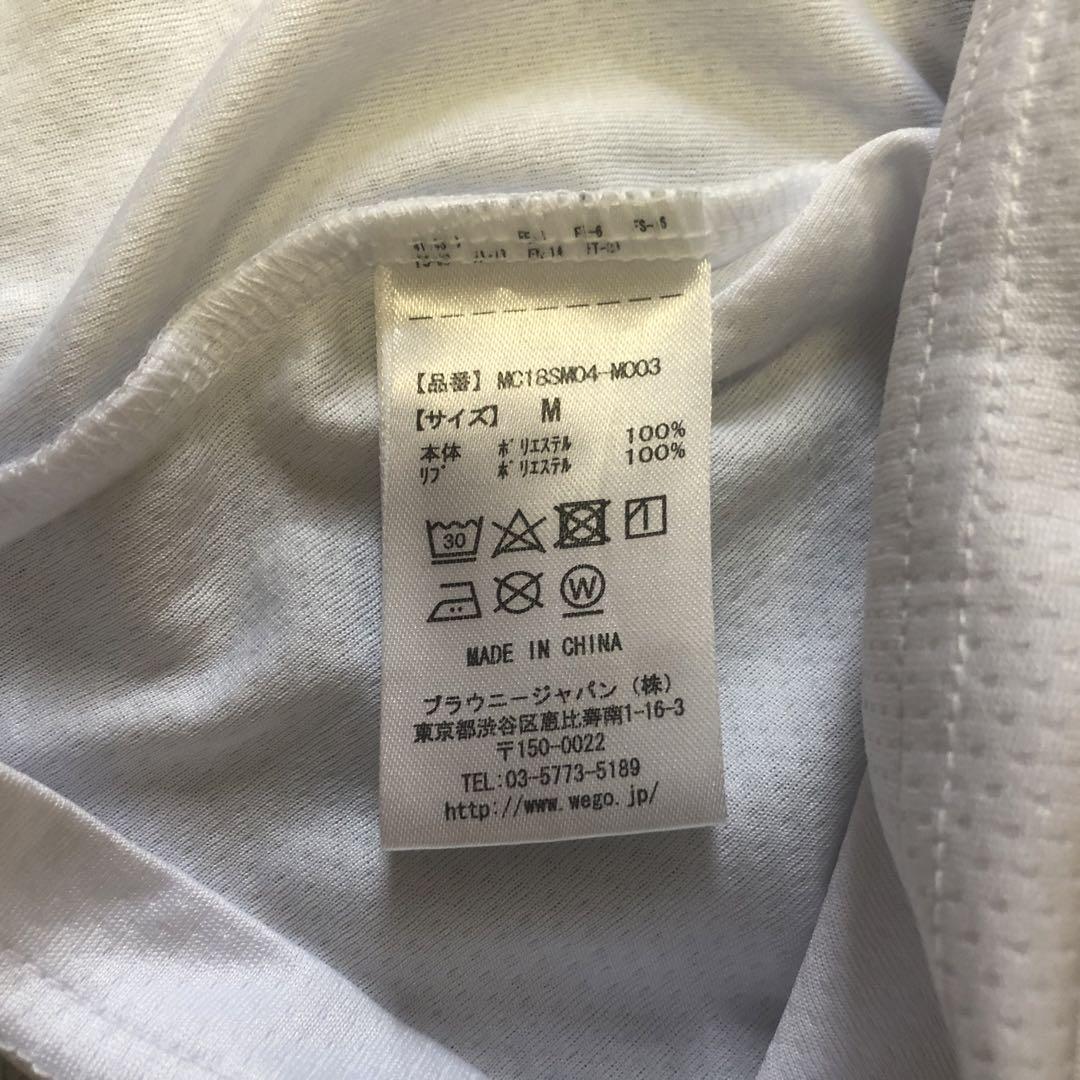 【品番】 MC18SM04-M003
【サイズ】 M
本体 ポリエステル 100%
リブ ポリエステル 100%
30
W
MADE IN CHINA
ブラウニージャパン (株)
東京都渋谷区恵比寿南1-16-3
〒150-0022
TEL:03-5773-5189
http://www.wego.jp/